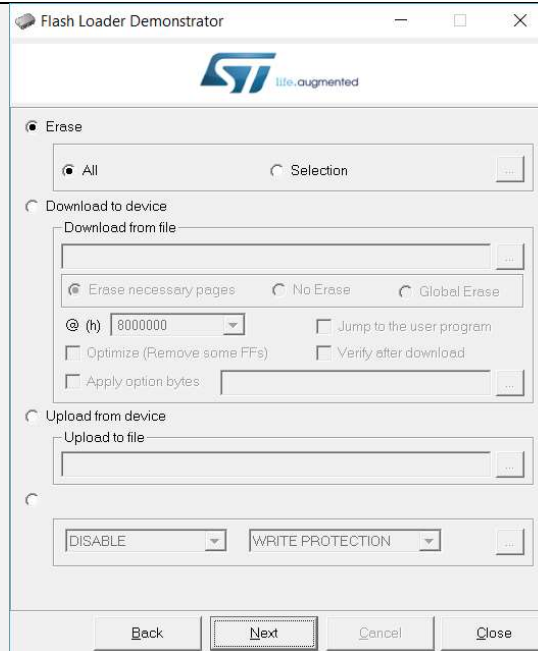 Flash Loader Demonstrator
ST life.augmented
Erase
All Selection ...
Download to device
Download from file
...
Erase necessary pages No Erase Global Erase
@ (h) 8000000 Jump to the user program
Optimize (Remove some FFs) Verify after download
Apply option bytes ...
Upload from device
Upload to file
...
DISABLE WRITE PROTECTION ...
Back Next Cancel Close